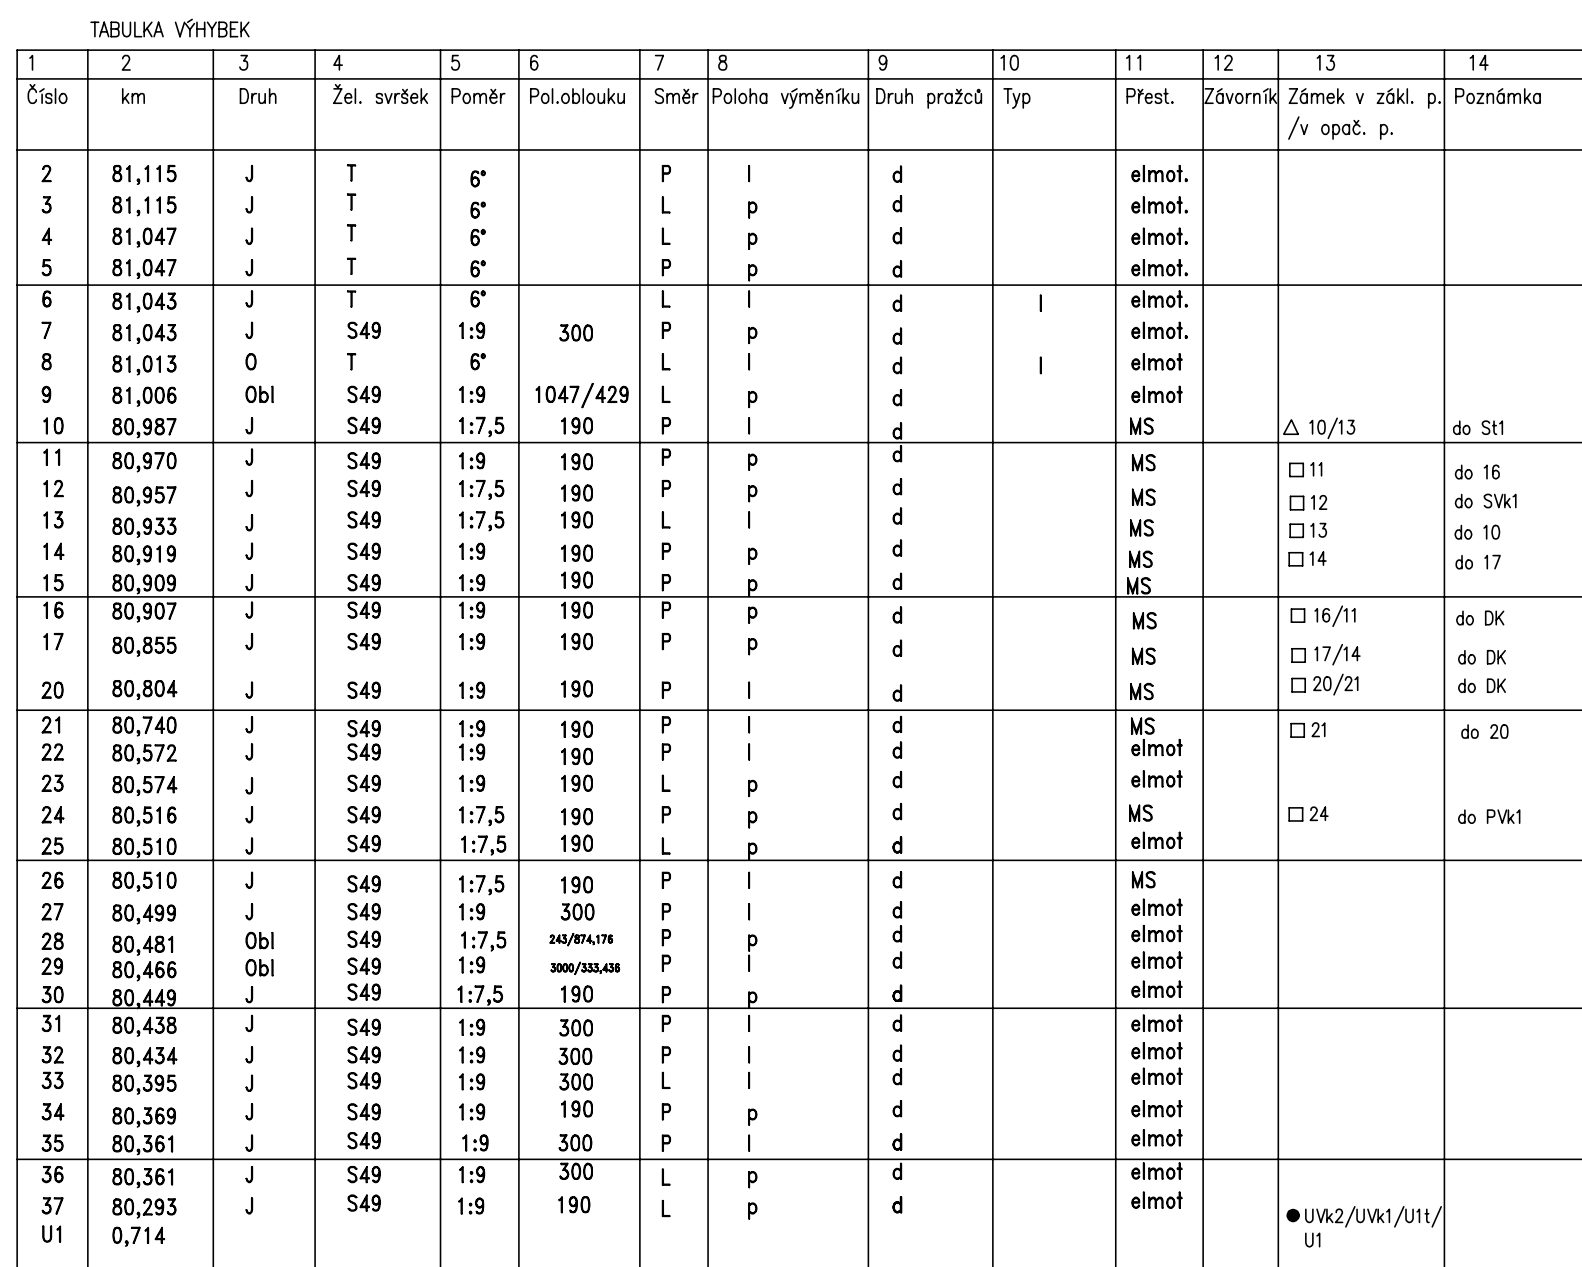 TABULKA VÝHYBEK
1 2 3 4 5 6 7 8 9 10 11 12 13 14
Číslo km Druh Žel. svršek Poměr Pol.oblouku Směr Poloha výměníku Druh pražců Typ Přest. Závorník Zámek v zákl. p. Poznámka
/v opač. p.
2 81,115 J T 6° P l d elmot.
3 81,115 J T 6° L p d elmot.
4 81,047 J T 6° L p d elmot.
5 81,047 J T 6° P p d elmot.
6 81,043 J T 6° L l d I elmot.
7 81,043 J S49 1:9 300 P p d elmot.
8 81,013 O T 6° L l d I elmot
9 81,006 Obl S49 1:9 1047/429 L p d elmot
10 80,987 J S49 1:7,5 190 P l d MS △ 10/13 do St1
11 80,970 J S49 1:9 190 P p d MS □ 11 do 16
12 80,957 J S49 1:7,5 190 P p d MS □ 12 do SVk1
13 80,933 J S49 1:7,5 190 L l d MS □ 13 do 10
14 80,919 J S49 1:9 190 P p d MS □ 14 do 17
15 80,909 J S49 1:9 190 P p d MS
16 80,907 J S49 1:9 190 P p d MS □ 16/11 do DK
17 80,855 J S49 1:9 190 P p d MS □ 17/14 do DK
20 80,804 J S49 1:9 190 P l d MS □ 20/21 do DK
21 80,740 J S49 1:9 190 P l d MS □ 21 do 20
22 80,572 J S49 1:9 190 P l d elmot
23 80,574 J S49 1:9 190 L p d elmot
24 80,516 J S49 1:7,5 190 P p d MS □ 24 do PVk1
25 80,510 J S49 1:7,5 190 L p d elmot
26 80,510 J S49 1:7,5 190 P l d MS
27 80,499 J S49 1:9 300 P l d elmot
28 80,481 Obl S49 1:7,5 243/874,176 P p d elmot
29 80,466 Obl S49 1:9 3000/333,436 P l d elmot
30 80,449 J S49 1:7,5 190 P p d elmot
31 80,438 J S49 1:9 300 P l d elmot
32 80,434 J S49 1:9 300 P l d elmot
33 80,395 J S49 1:9 300 L l d elmot
34 80,369 J S49 1:9 190 P p d elmot
35 80,361 J S49 1:9 300 P l d elmot
36 80,361 J S49 1:9 300 L p d elmot
37 80,293 J S49 1:9 190 L p d elmot ● UVk2/UVk1/U1t/
U1 0,714 U1